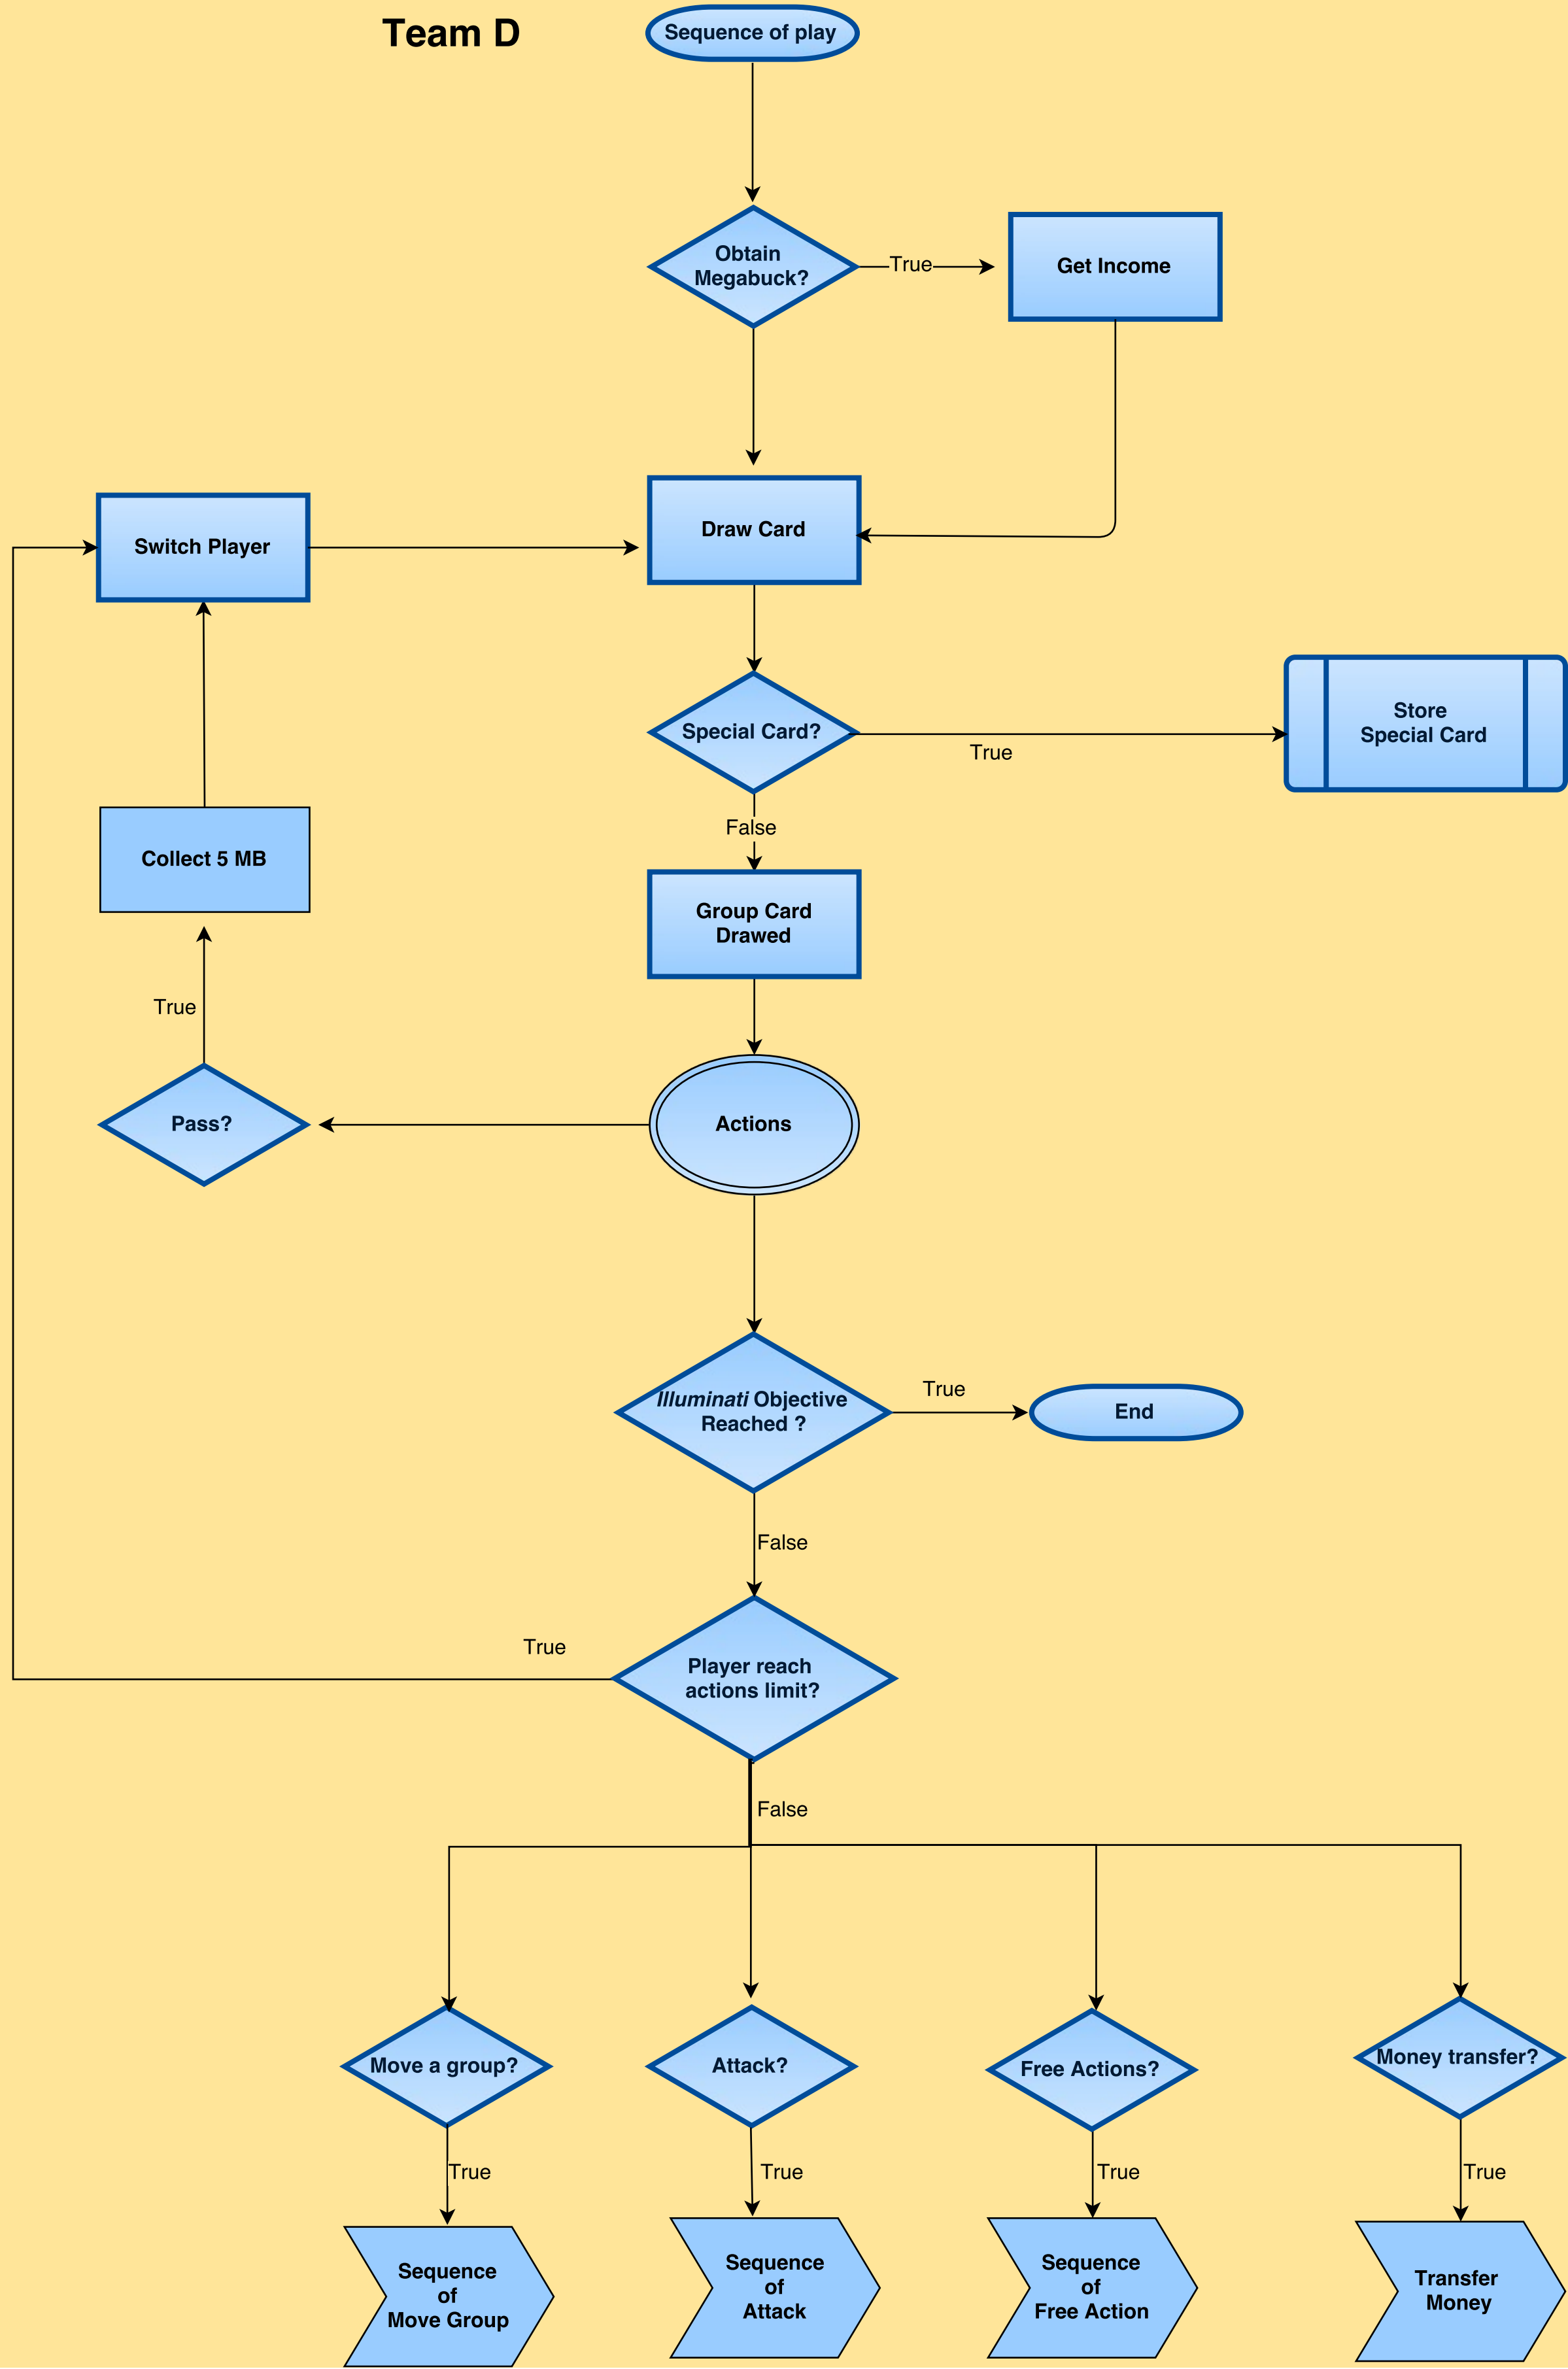 Team D
Sequence of play
Obtain
Megabuck?
True
Get Income
Switch Player
Draw Card
Special Card?
True
Store
Special Card
False
Collect 5 MB
Group Card
Drawed
True
Pass?
Actions
Illuminati Objective
Reached ?
True
End
False
True
Player reach
actions limit?
False
Move a group?
Attack?
Free Actions?
Money transfer?
True
True
True
True
Sequence
of
Move Group
Sequence
of
Attack
Sequence
of
Free Action
Transfer
Money